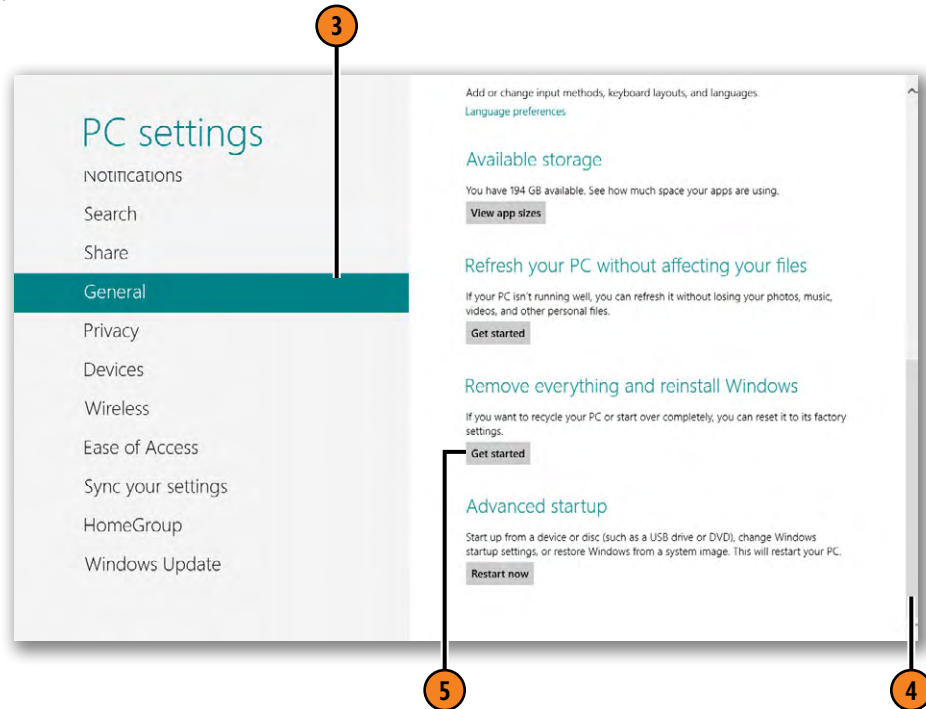 3
PC settings
Notifications
Search
Share
General
Privacy
Devices
Wireless
Ease of Access
Sync your settings
HomeGroup
Windows Update
Add or change input methods, keyboard layouts, and languages.
Language preferences
Available storage
You have 194 GB available. See how much space your apps are using.
View app sizes
Refresh your PC without affecting your files
If your PC isn't running well, you can refresh it without losing your photos, music,
videos, and other personal files.
Get started
Remove everything and reinstall Windows
If you want to recycle your PC or start over completely, you can reset it to its factory
settings.
Get started
Advanced startup
Start up from a device or disc (such as a USB drive or DVD), change Windows
startup settings, or restore Windows from a system image. This will restart your PC.
Restart now
5
4